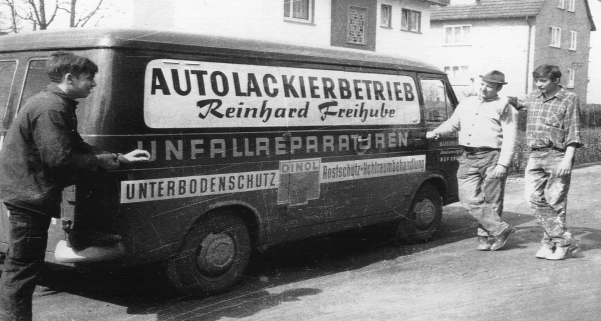 AUTOLACKIERBETRIEB
Reinhard Freihube
UNFALLREPARATUREN
UNTERBODENSCHUTZ
DINOL
Rostschutz-Hohlraumbehandlung